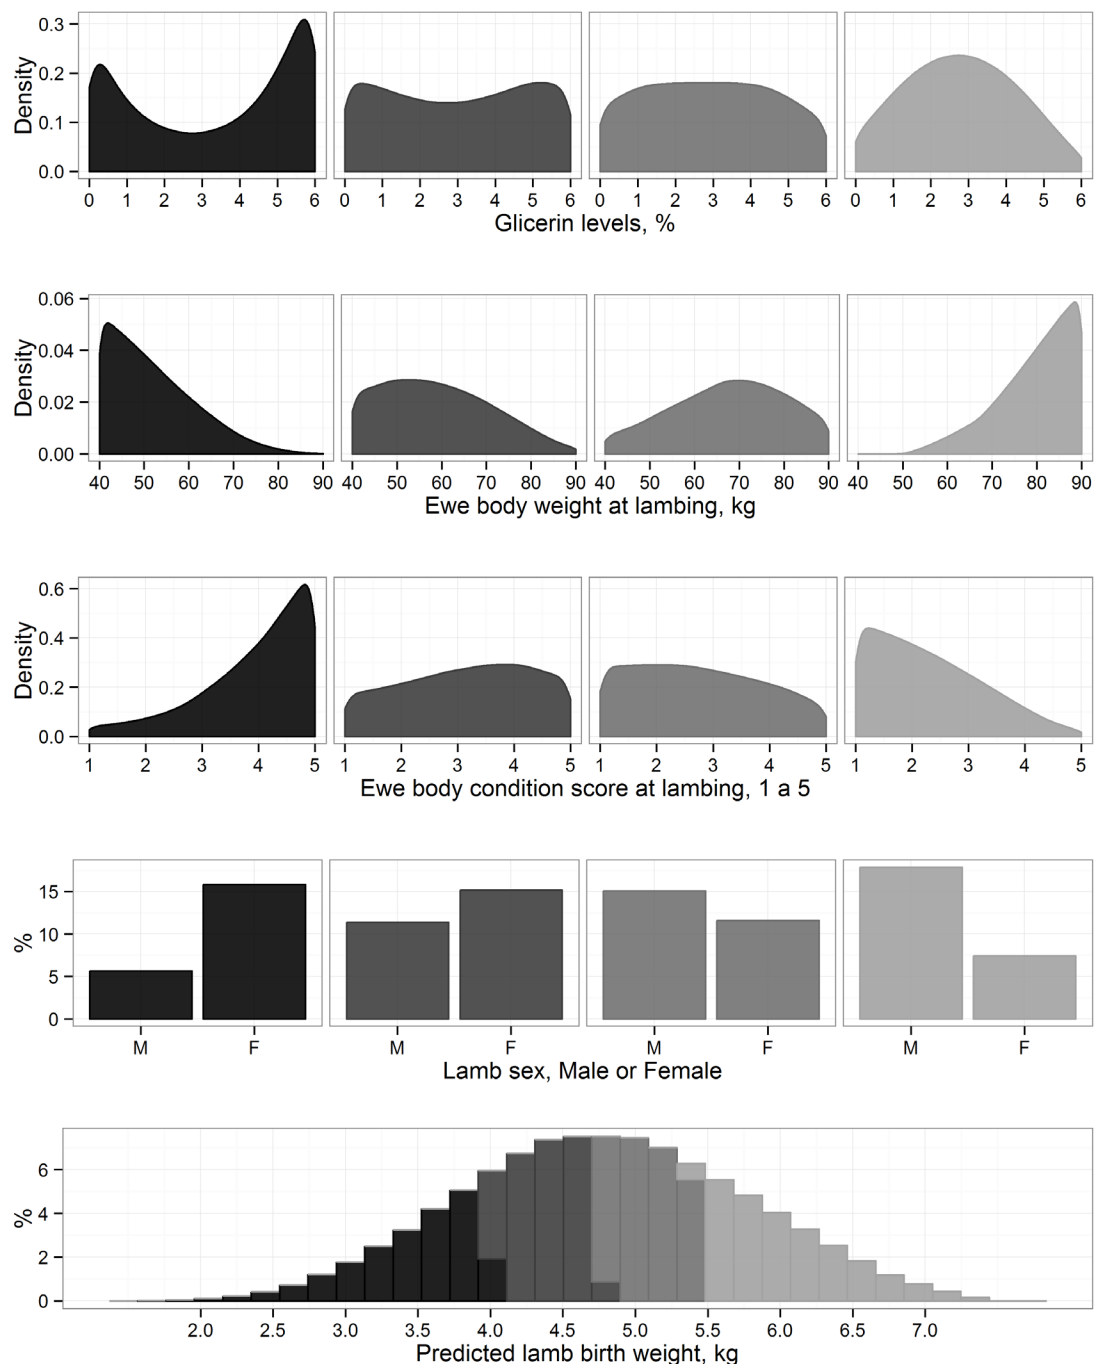 Density
0.3
0.2
0.1
0.0
0 1 2 3 4 5 6 0 1 2 3 4 5 6 0 1 2 3 4 5 6 0 1 2 3 4 5 6
Glicerin levels, %
Density
0.06
0.04
0.02
0.00
40 50 60 70 80 90 40 50 60 70 80 90 40 50 60 70 80 90 40 50 60 70 80 90
Ewe body weight at lambing, kg
Density
0.6
0.4
0.2
0.0
1 2 3 4 5 1 2 3 4 5 1 2 3 4 5 1 2 3 4 5
Ewe body condition score at lambing, 1 a 5
%
15
10
5
0
M F M F M F M F
Lamb sex, Male or Female
%
6
4
2
0
2.0 2.5 3.0 3.5 4.0 4.5 5.0 5.5 6.0 6.5 7.0
Predicted lamb birth weight, kg